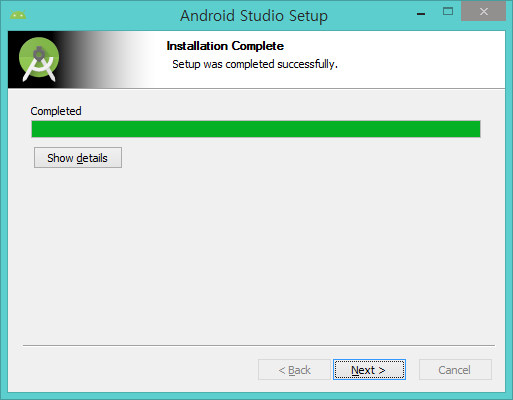 Android Studio Setup
Installation Complete
Setup was completed successfully.
Completed
Show details
< Back
Next >
Cancel